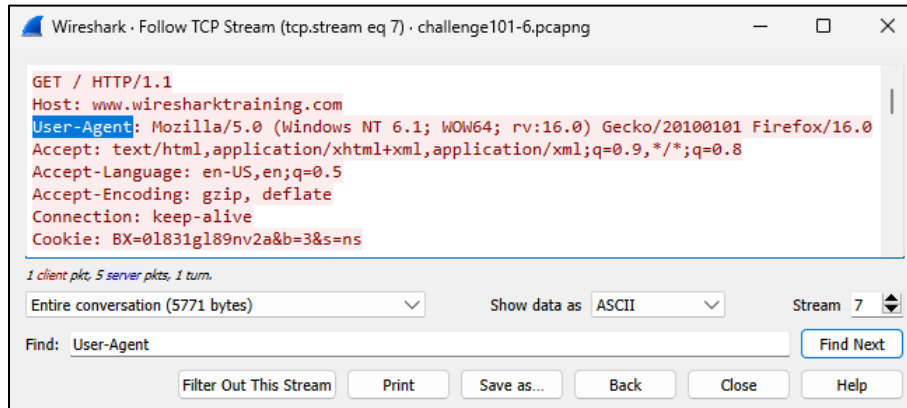 Wireshark · Follow TCP Stream (tcp.stream eq 7) · challenge101-6.pcapng
GET / HTTP/1.1
Host: www.wiresharktraining.com
User-Agent: Mozilla/5.0 (Windows NT 6.1; WOW64; rv:16.0) Gecko/20100101 Firefox/16.0
Accept: text/html,application/xhtml+xml,application/xml;q=0.9,*/*;q=0.8
Accept-Language: en-US,en;q=0.5
Accept-Encoding: gzip, deflate
Connection: keep-alive
Cookie: BX=0l831gl89nv2a&b=3&s=ns
1 client pkt, 5 server pkts, 1 turn.
Entire conversation (5771 bytes) Show data as ASCII Stream 7
Find: User-Agent Find Next
Filter Out This Stream Print Save as... Back Close Help